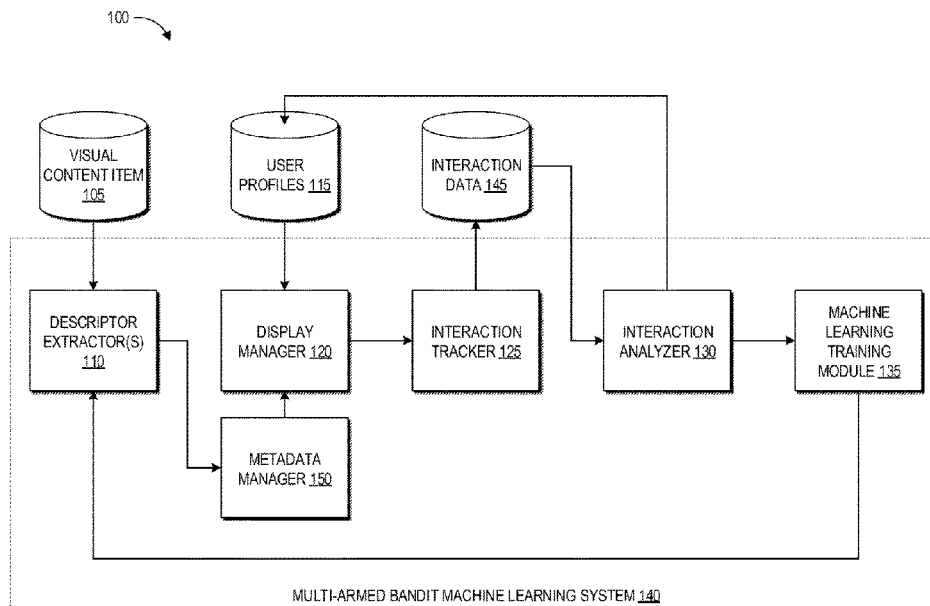 100
VISUAL
CONTENT ITEM
105
USER
PROFILES 115
INTERACTION
DATA 145
DESCRIPTOR
EXTRACTOR(S)
110
DISPLAY
MANAGER 120
INTERACTION
TRACKER 125
INTERACTION
ANALYZER 130
MACHINE
LEARNING
TRAINING
MODULE 135
METADATA
MANAGER 150
MULTI-ARMED BANDIT MACHINE LEARNING SYSTEM 140